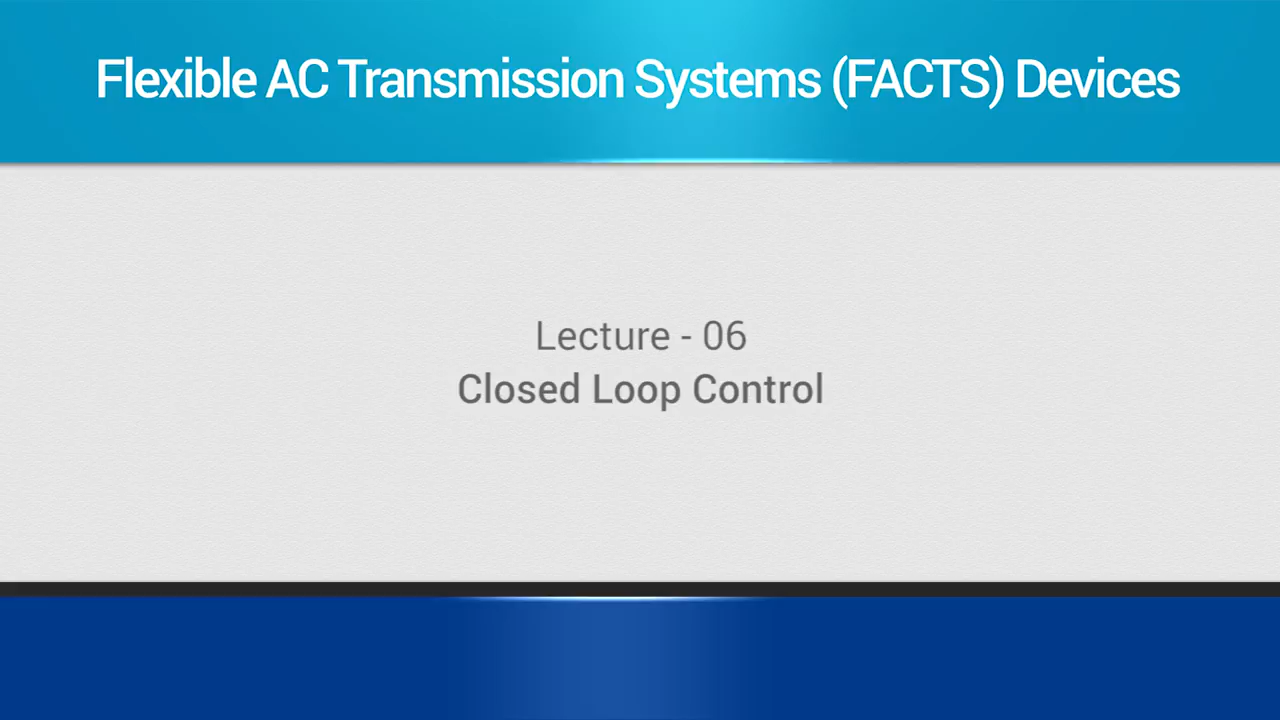 Flexible AC Transmission Systems (FACTS) Devices
Lecture - 06
Closed Loop Control